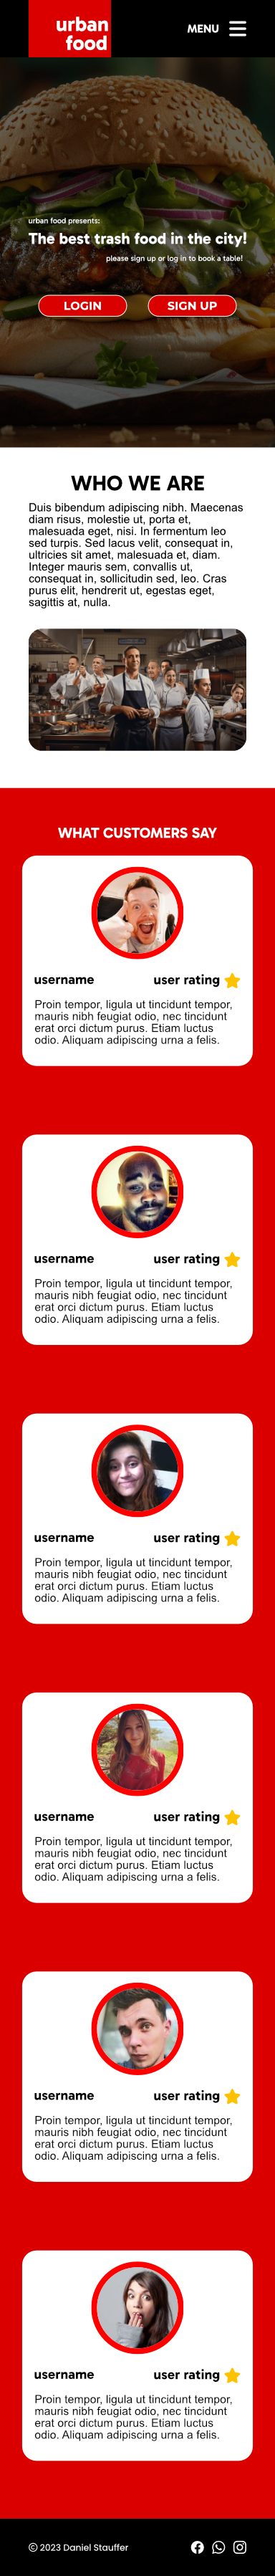 urban
food
MENU
urban food presents:
The best trash food in the city!
please sign up or log in to book a table!
LOGIN SIGN UP
WHO WE ARE
Duis bibendum adipiscing nibh. Maecenas
diam risus, molestie ut, porta et,
malesuada eget, nisi. In fermentum leo
sed turpis. Sed lacus velit, consequat in,
ultricies sit amet, malesuada et, diam.
Integer mauris sem, convallis ut,
consequat in, sollicitudin sed, leo. Cras
purus elit, hendrerit ut, egestas eget,
sagittis at, nulla.
WHAT CUSTOMERS SAY
username user rating
Proin tempor, ligula ut tincidunt tempor,
mauris nibh feugiat odio, nec tincidunt
erat orci dictum purus. Etiam luctus
odio. Aliquam adipiscing urna a felis.
username user rating
Proin tempor, ligula ut tincidunt tempor,
mauris nibh feugiat odio, nec tincidunt
erat orci dictum purus. Etiam luctus
odio. Aliquam adipiscing urna a felis.
username user rating
Proin tempor, ligula ut tincidunt tempor,
mauris nibh feugiat odio, nec tincidunt
erat orci dictum purus. Etiam luctus
odio. Aliquam adipiscing urna a felis.
username user rating
Proin tempor, ligula ut tincidunt tempor,
mauris nibh feugiat odio, nec tincidunt
erat orci dictum purus. Etiam luctus
odio. Aliquam adipiscing urna a felis.
username user rating
Proin tempor, ligula ut tincidunt tempor,
mauris nibh feugiat odio, nec tincidunt
erat orci dictum purus. Etiam luctus
odio. Aliquam adipiscing urna a felis.
username user rating
Proin tempor, ligula ut tincidunt tempor,
mauris nibh feugiat odio, nec tincidunt
erat orci dictum purus. Etiam luctus
odio. Aliquam adipiscing urna a felis.
© 2023 Daniel Stauffer